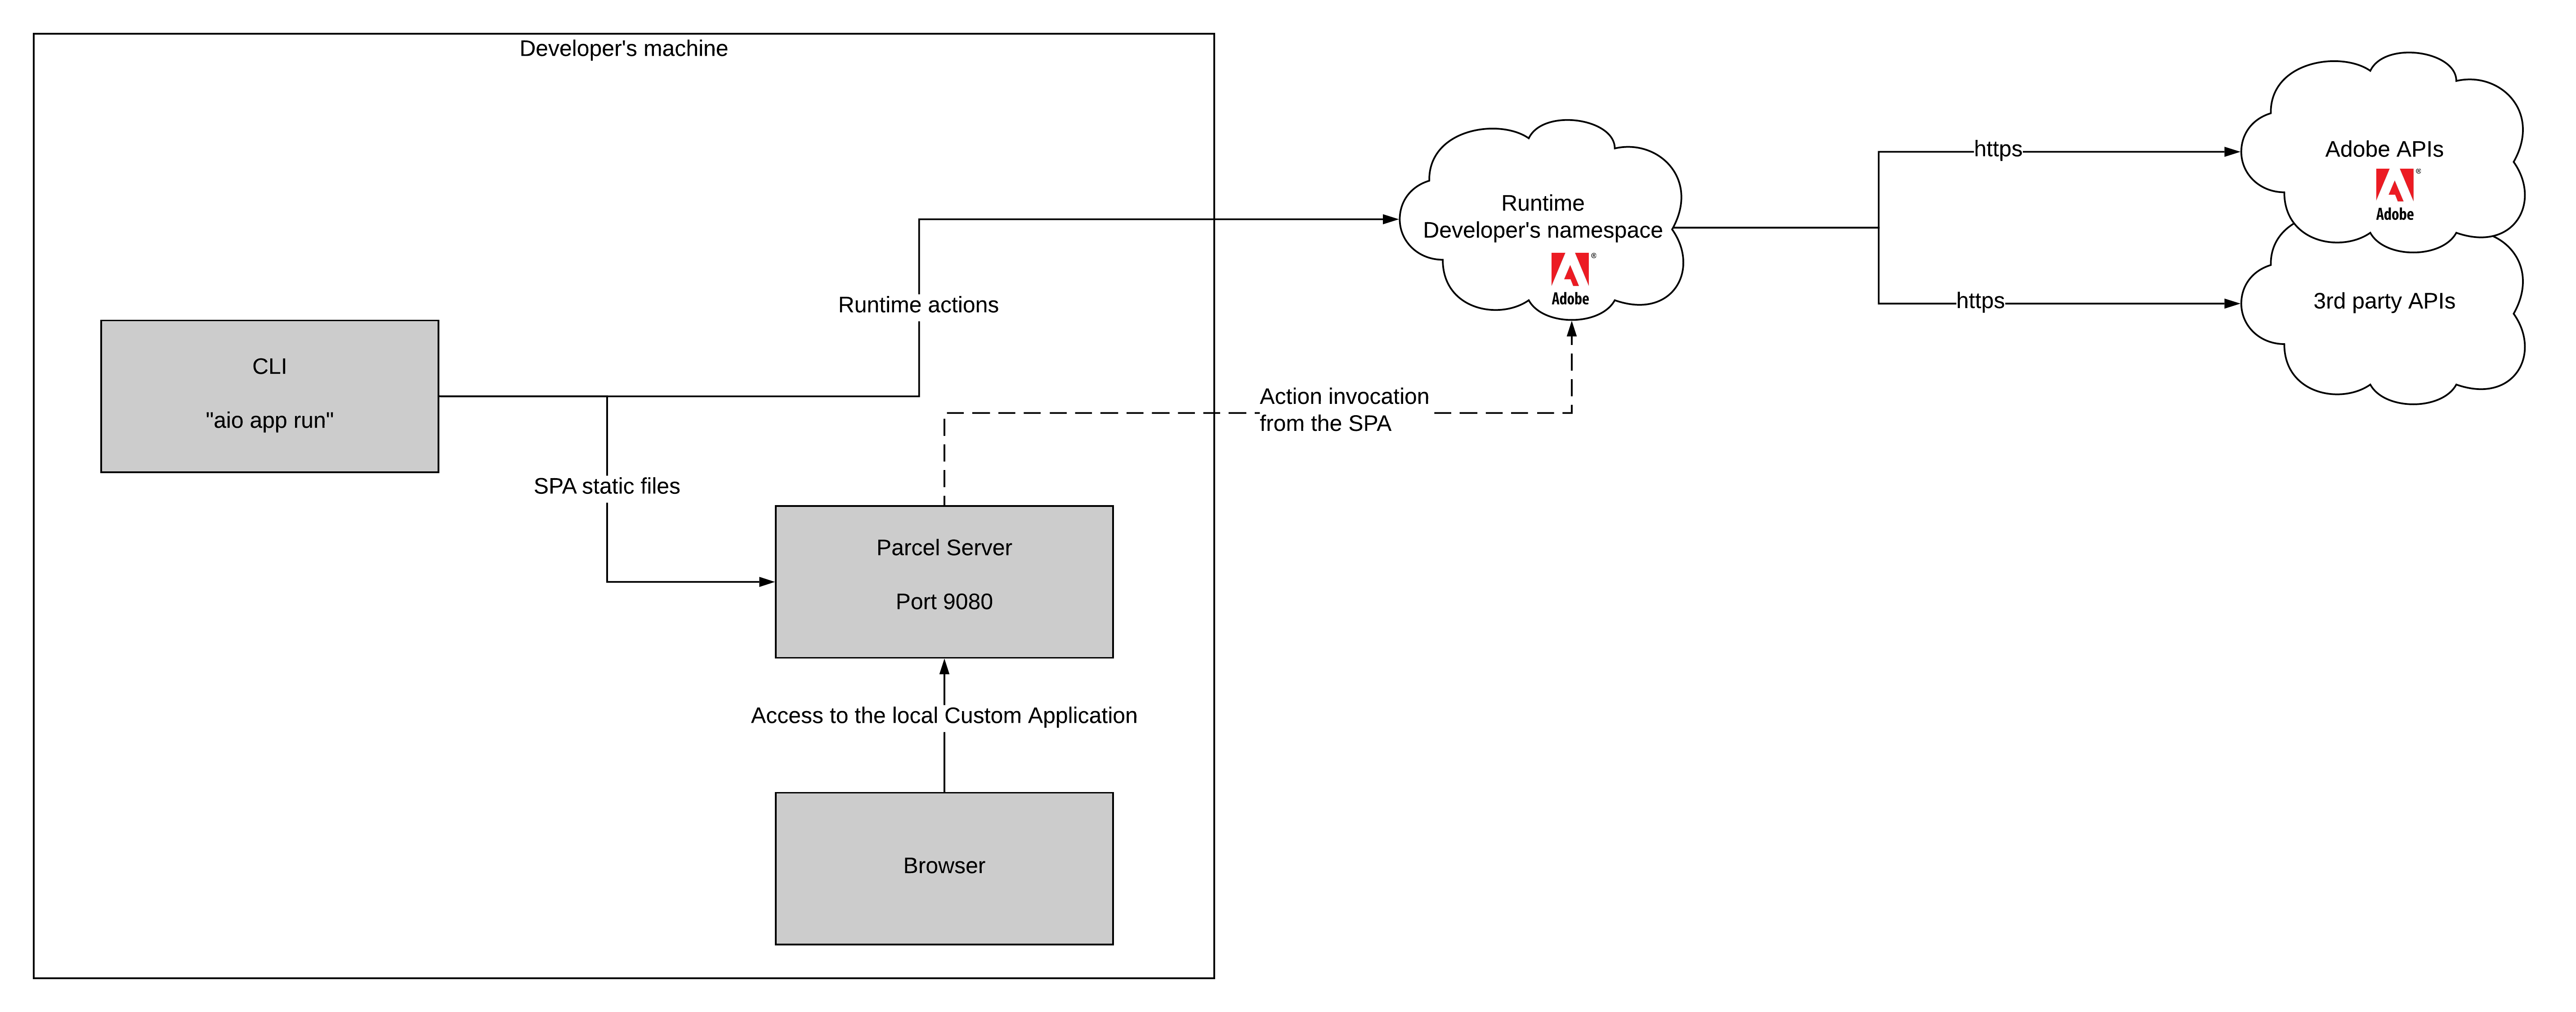 Developer's machine
CLI
"aio app run"
Runtime actions
SPA static files
Parcel Server
Port 9080
Access to the local Custom Application
Browser
Action invocation
from the SPA
Runtime
Developer's namespace
®
Adobe
https
https
Adobe APIs
®
Adobe
3rd party APIs